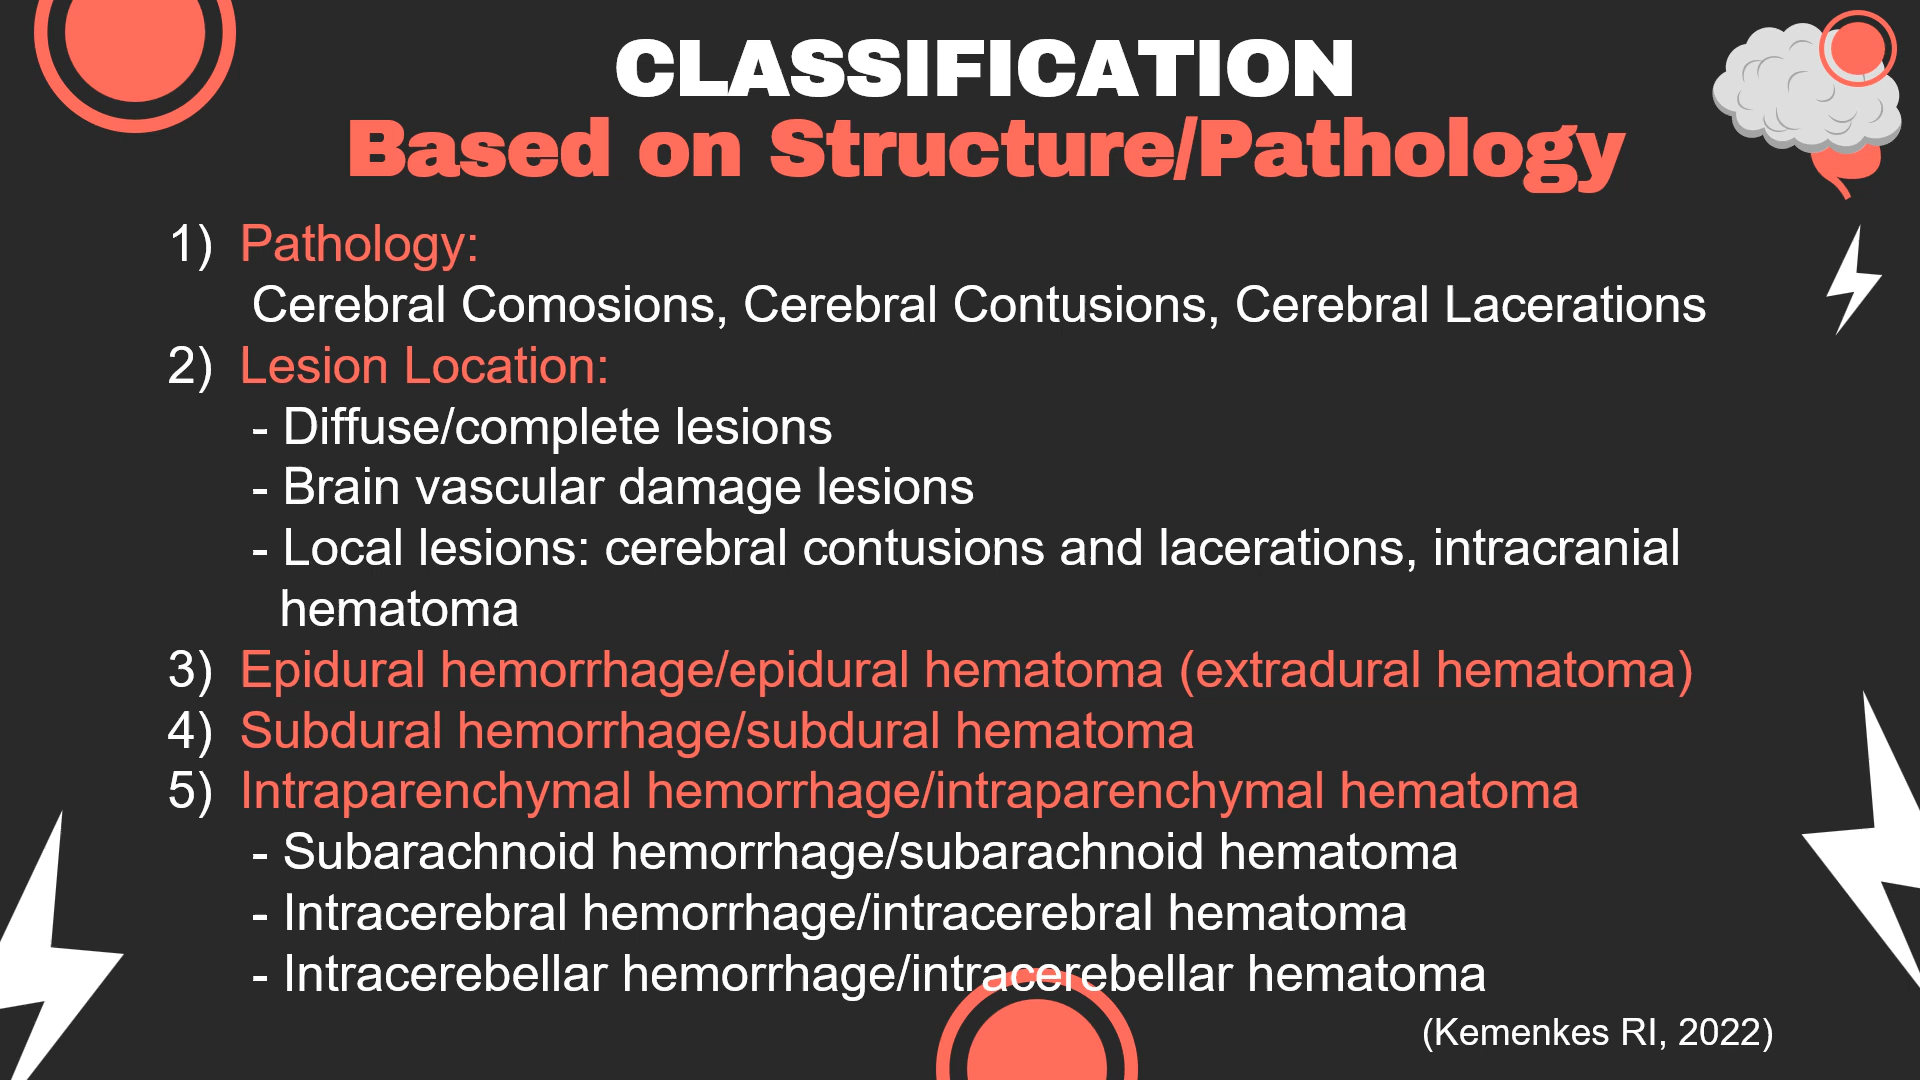 CLASSIFICATION
Based on Structure/Pathology
1) Pathology:
Cerebral Comosions, Cerebral Contusions, Cerebral Lacerations
2) Lesion Location:
- Diffuse/complete lesions
- Brain vascular damage lesions
- Local lesions: cerebral contusions and lacerations, intracranial
hematoma
3) Epidural hemorrhage/epidural hematoma (extradural hematoma)
4) Subdural hemorrhage/subdural hematoma
5) Intraparenchymal hemorrhage/intraparenchymal hematoma
- Subarachnoid hemorrhage/subarachnoid hematoma
- Intracerebral hemorrhage/intracerebral hematoma
- Intracerebellar hemorrhage/intracerebellar hematoma
(Kemenkes RI, 2022)